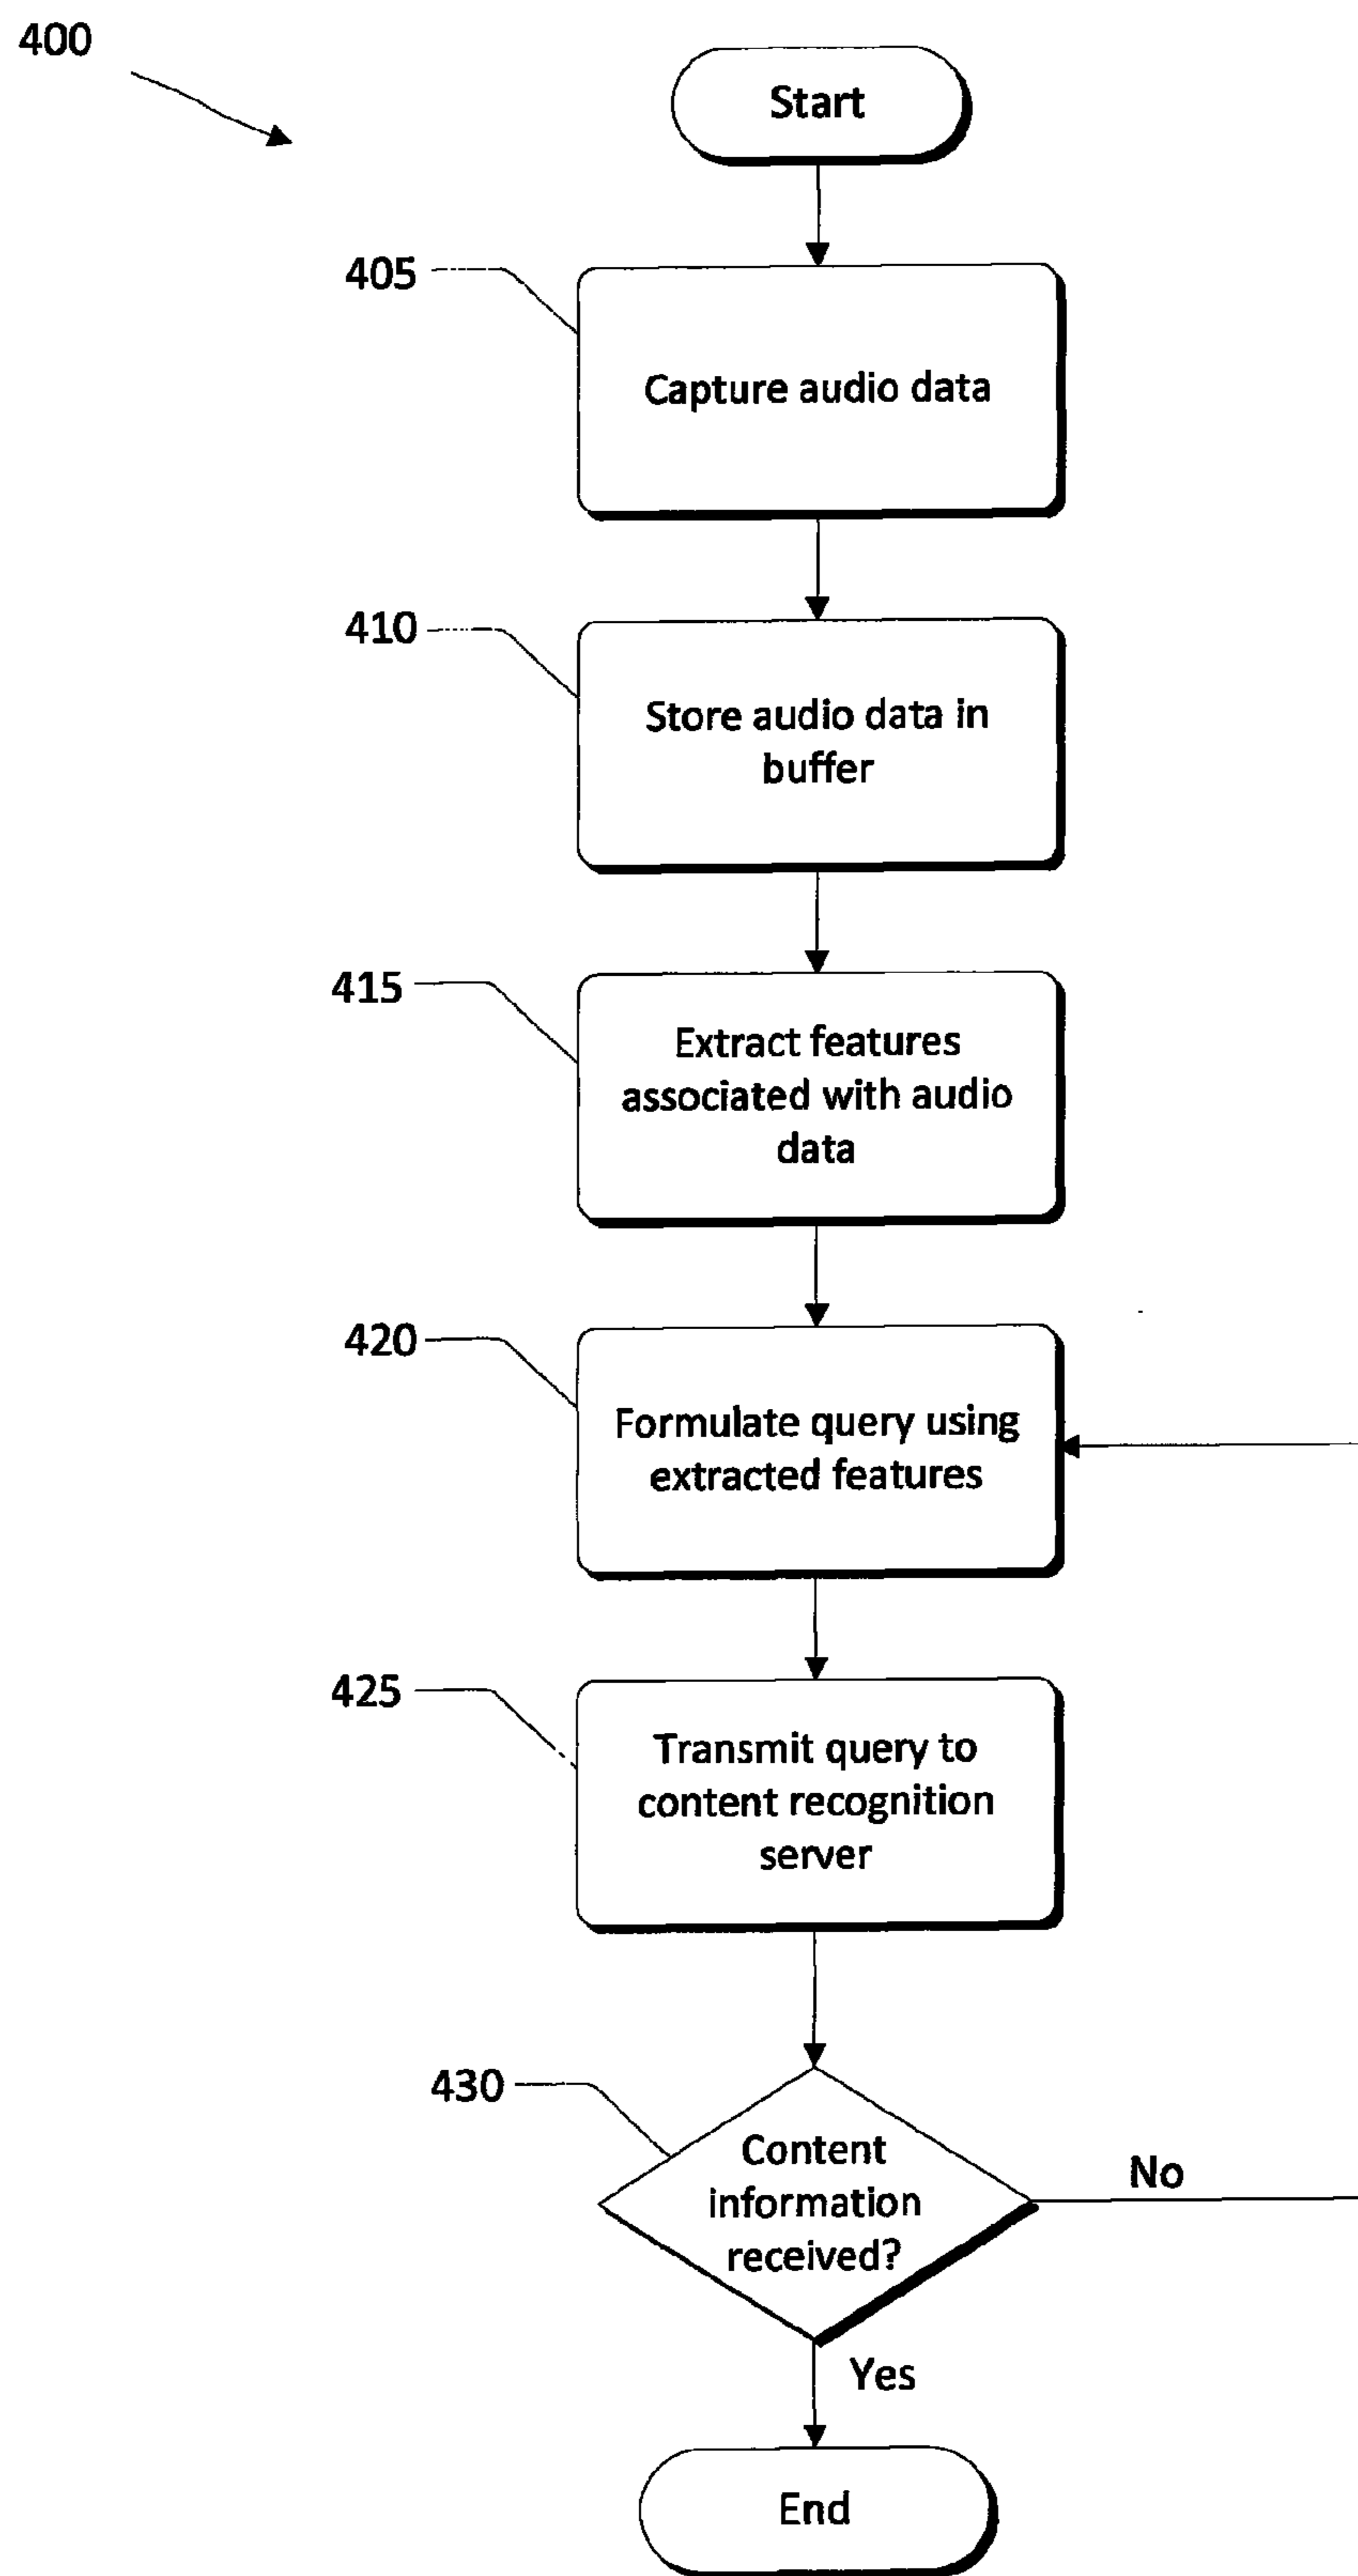 400
Start
405
Capture audio data
410
Store audio data in
buffer
415
Extract features
associated with audio
data
420
Formulate query using
extracted features
425
Transmit query to
content recognition
server
430
Content
information
received?
No
Yes
End